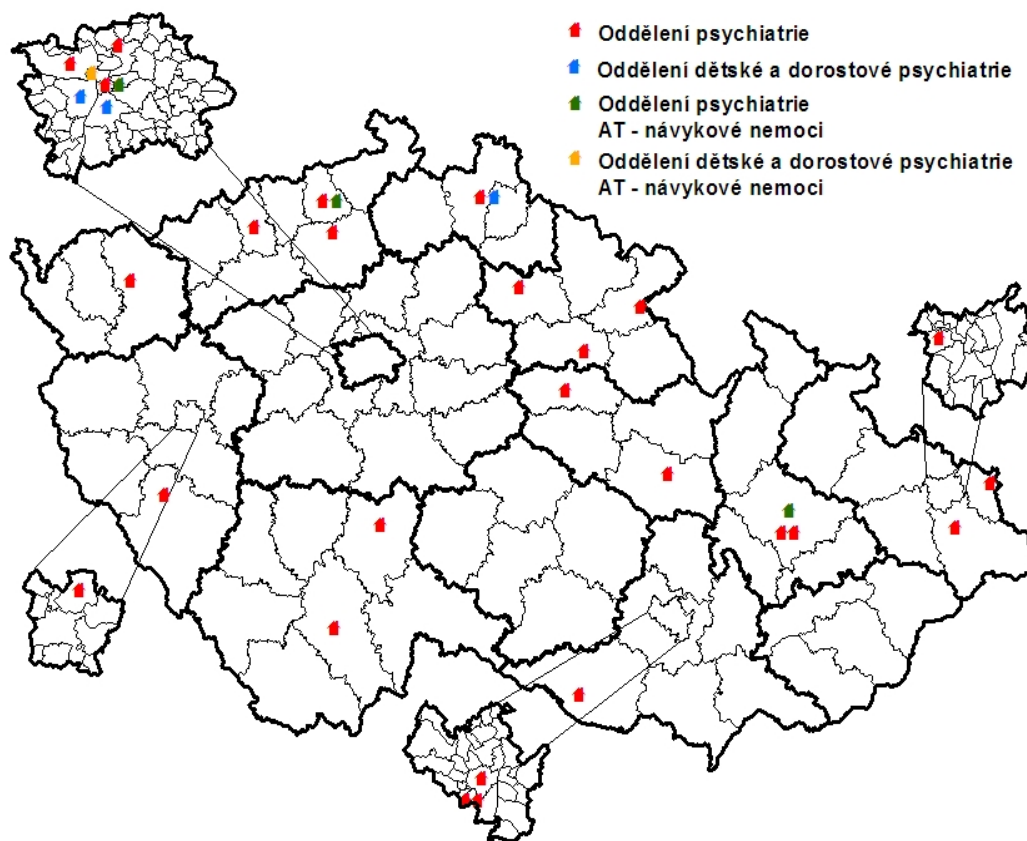 Oddělení psychiatrie
Oddělení dětské a dorostové psychiatrie
Oddělení psychiatrie
AT - návykové nemoci
Oddělení dětské a dorostové psychiatrie
AT - návykové nemoci